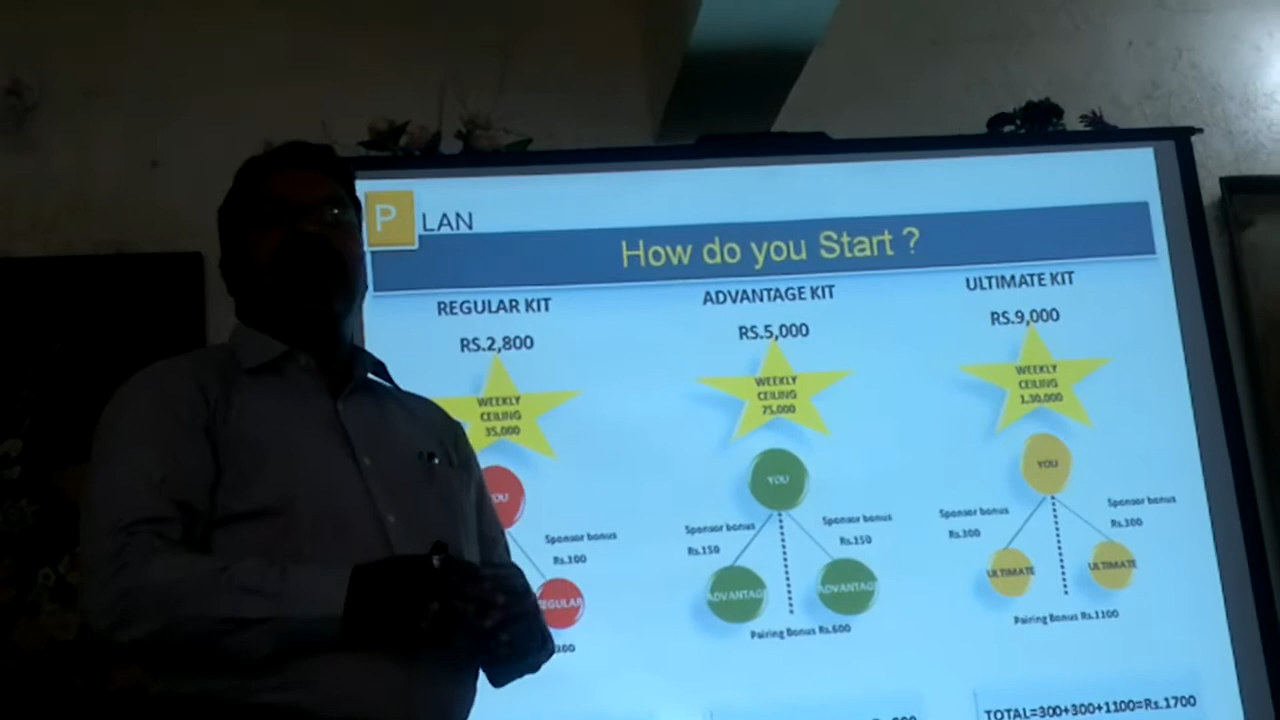 P LAN
How do you Start ?
REGULAR KIT
RS.2,800
WEEKLY
CEILING
35,000
YOU
Sponsor bonus
Rs.100
REGULAR
ADVANTAGE KIT
RS.5,000
WEEKLY
CEILING
75,000
YOU
Sponsor bonus
Rs.150
Sponsor bonus
Rs.150
ADVANTAG
ADVANTAG
Pairing Bonus Rs.600
ULTIMATE KIT
RS.9,000
WEEKLY
CEILING
1,30,000
YOU
Sponsor bonus
Rs.300
Sponsor bonus
Rs.300
ULTIMATE
ULTIMATE
Pairing Bonus Rs.1100
TOTAL=300+300+1100=Rs.1700